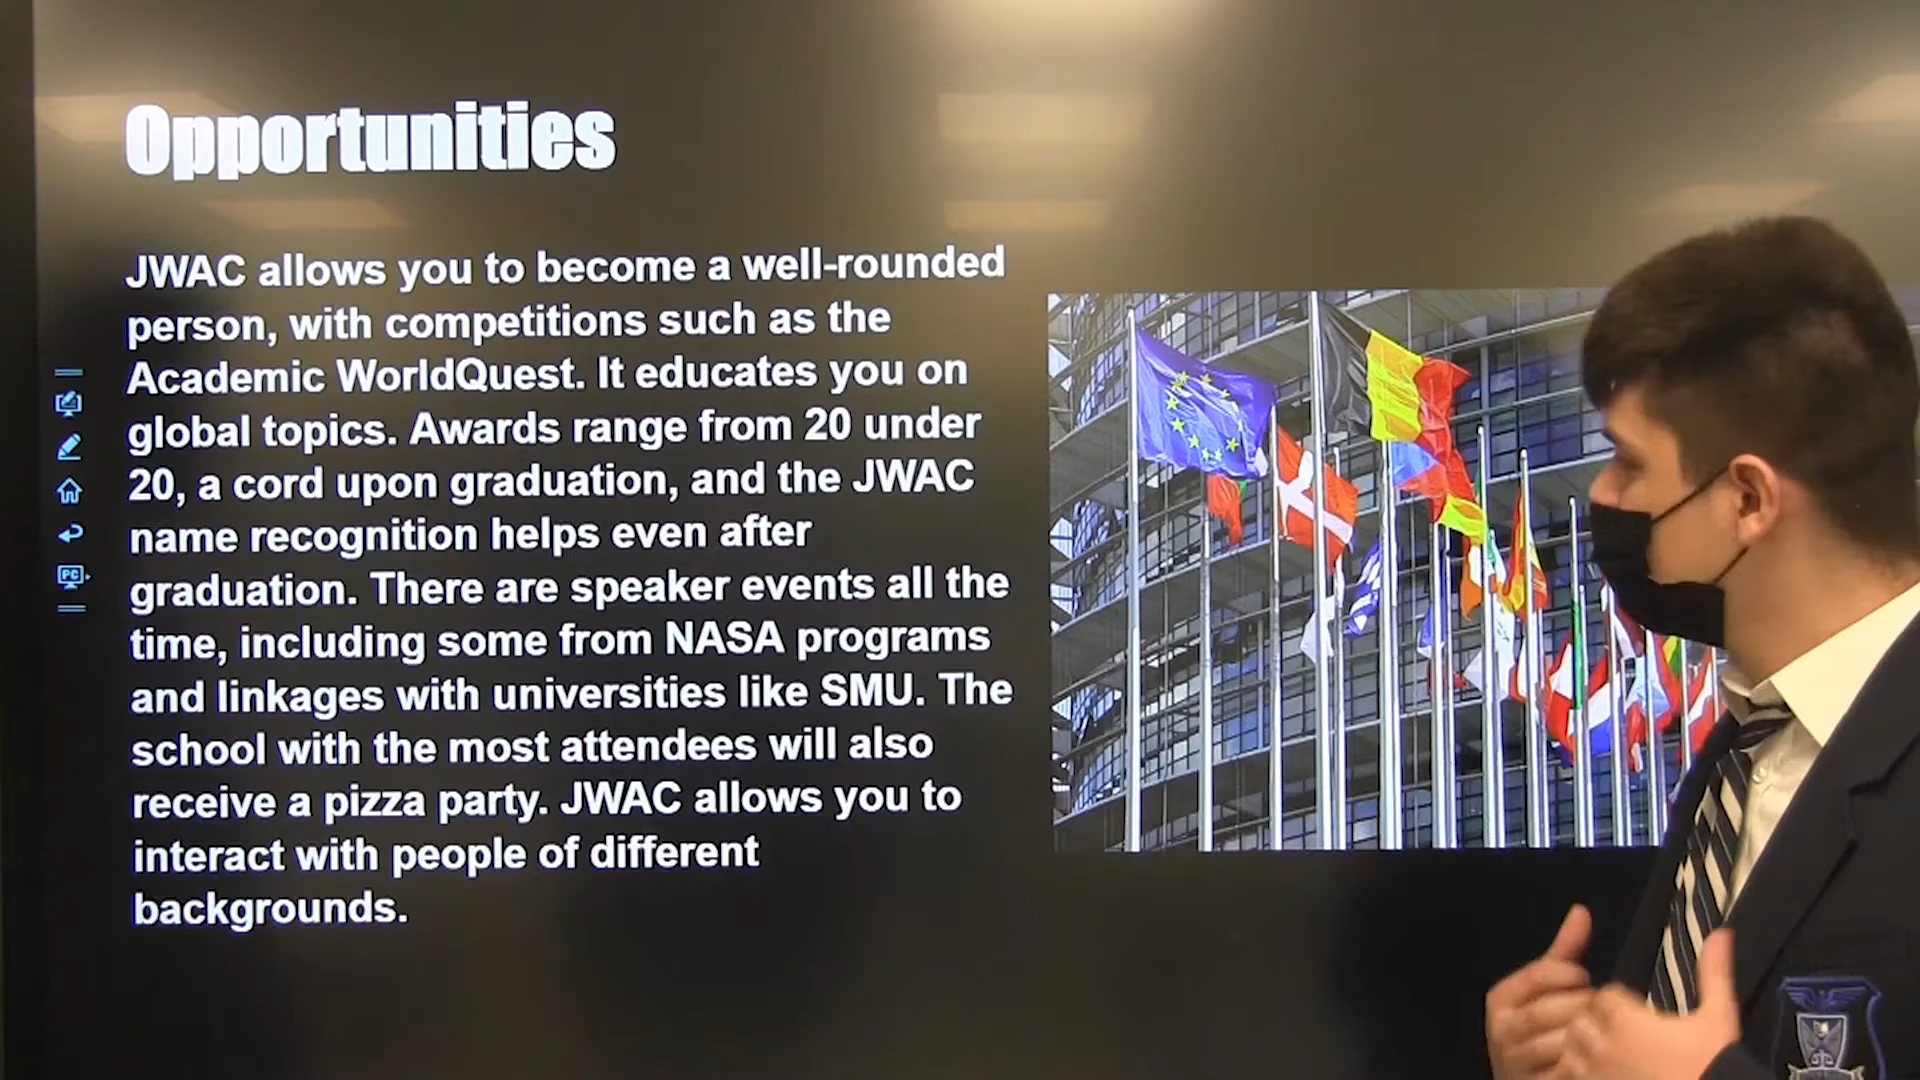 Opportunities
JWAC allows you to become a well-rounded
person, with competitions such as the
Academic WorldQuest. It educates you on
global topics. Awards range from 20 under
20, a cord upon graduation, and the JWAC
name recognition helps even after
graduation. There are speaker events all the
time, including some from NASA programs
and linkages with universities like SMU. The
school with the most attendees will also
receive a pizza party. JWAC allows you to
interact with people of different
backgrounds.
PC